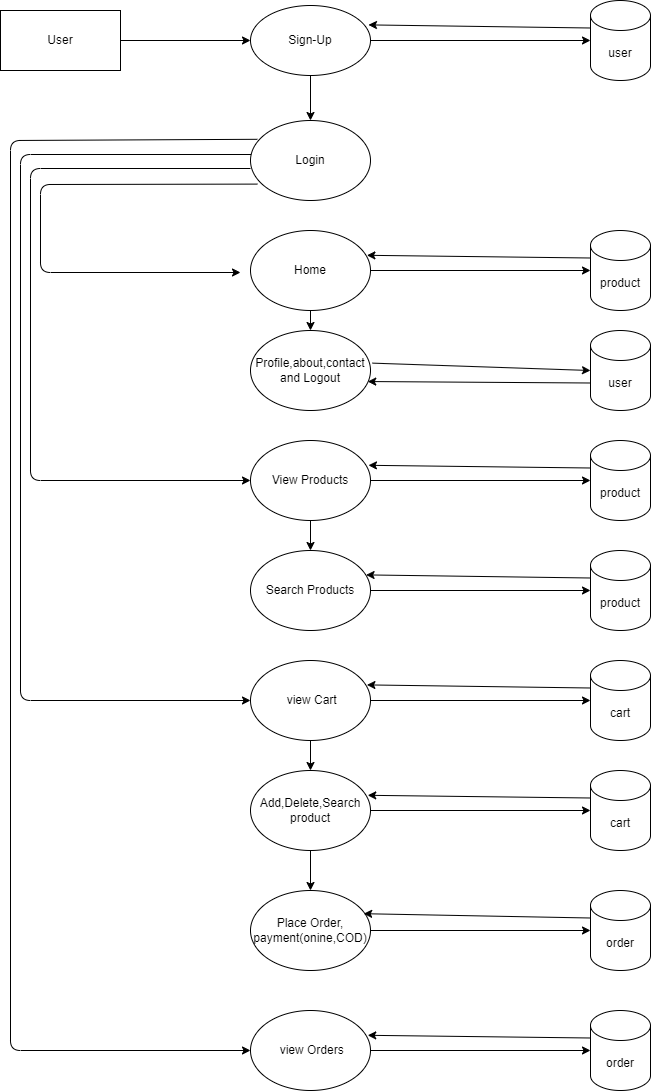 User
Sign-Up
user
Login
Home
product
Profile,about,contact
and Logout
user
View Products
product
Search Products
product
view Cart
cart
Add,Delete,Search
product
cart
Place Order,
payment(onine,COD)
order
view Orders
order